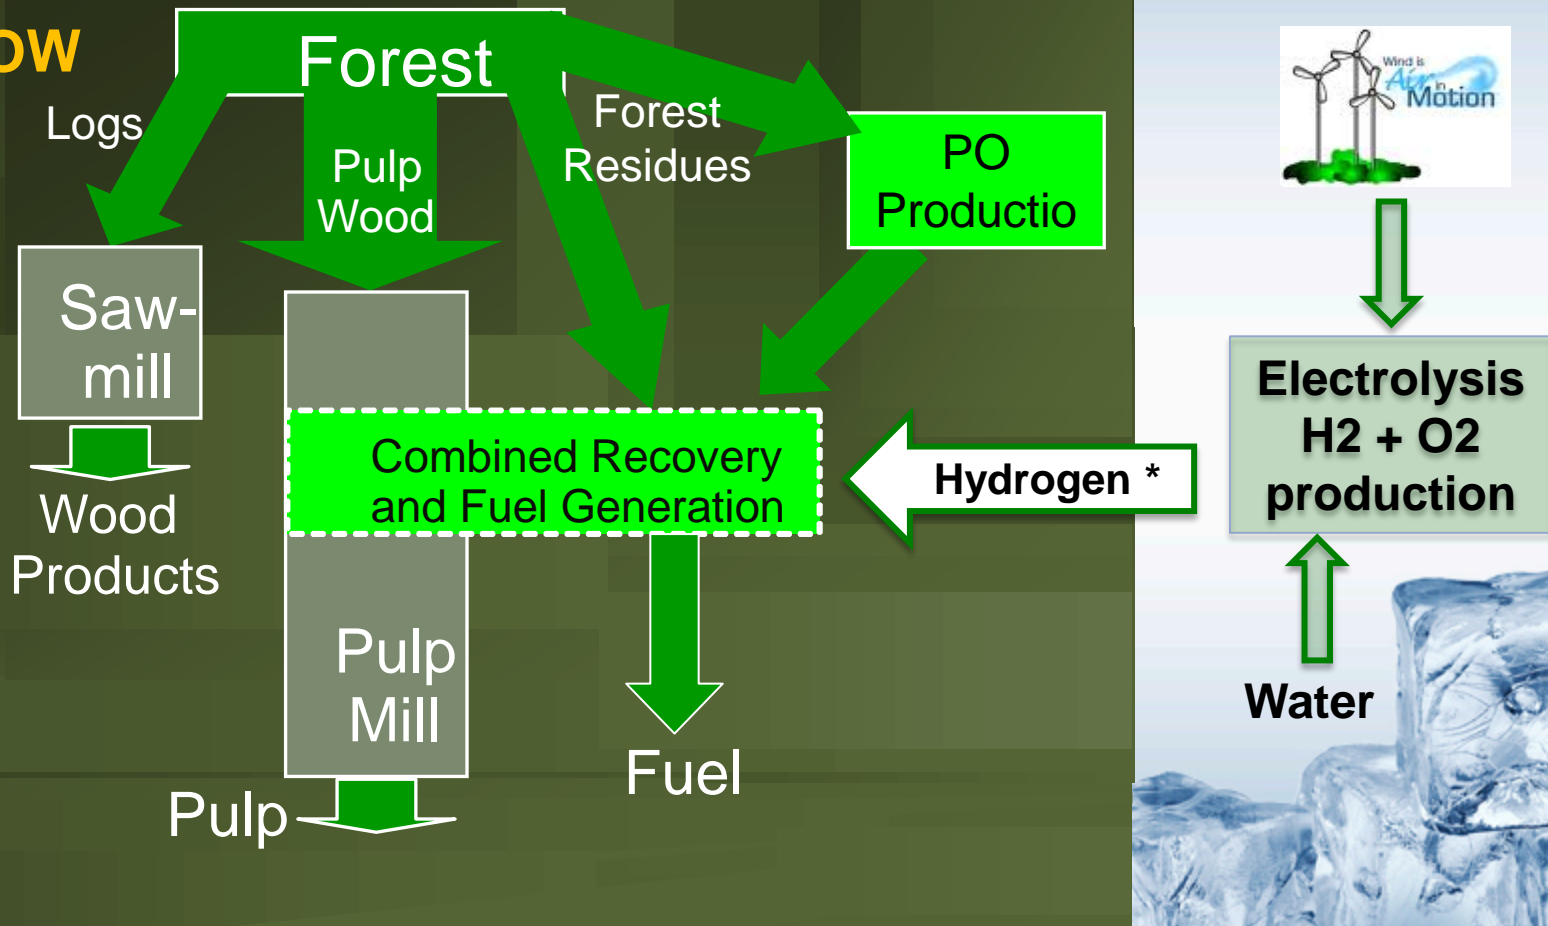 ow
Forest
Logs
Pulp
Wood
Forest
Residues
PO
Productio
Wind is
Air in
Motion
Saw-
mill
Wood
Products
Combined Recovery
and Fuel Generation
Hydrogen *
Electrolysis
H2 + O2
production
Water
Pulp
Mill
Fuel
Pulp